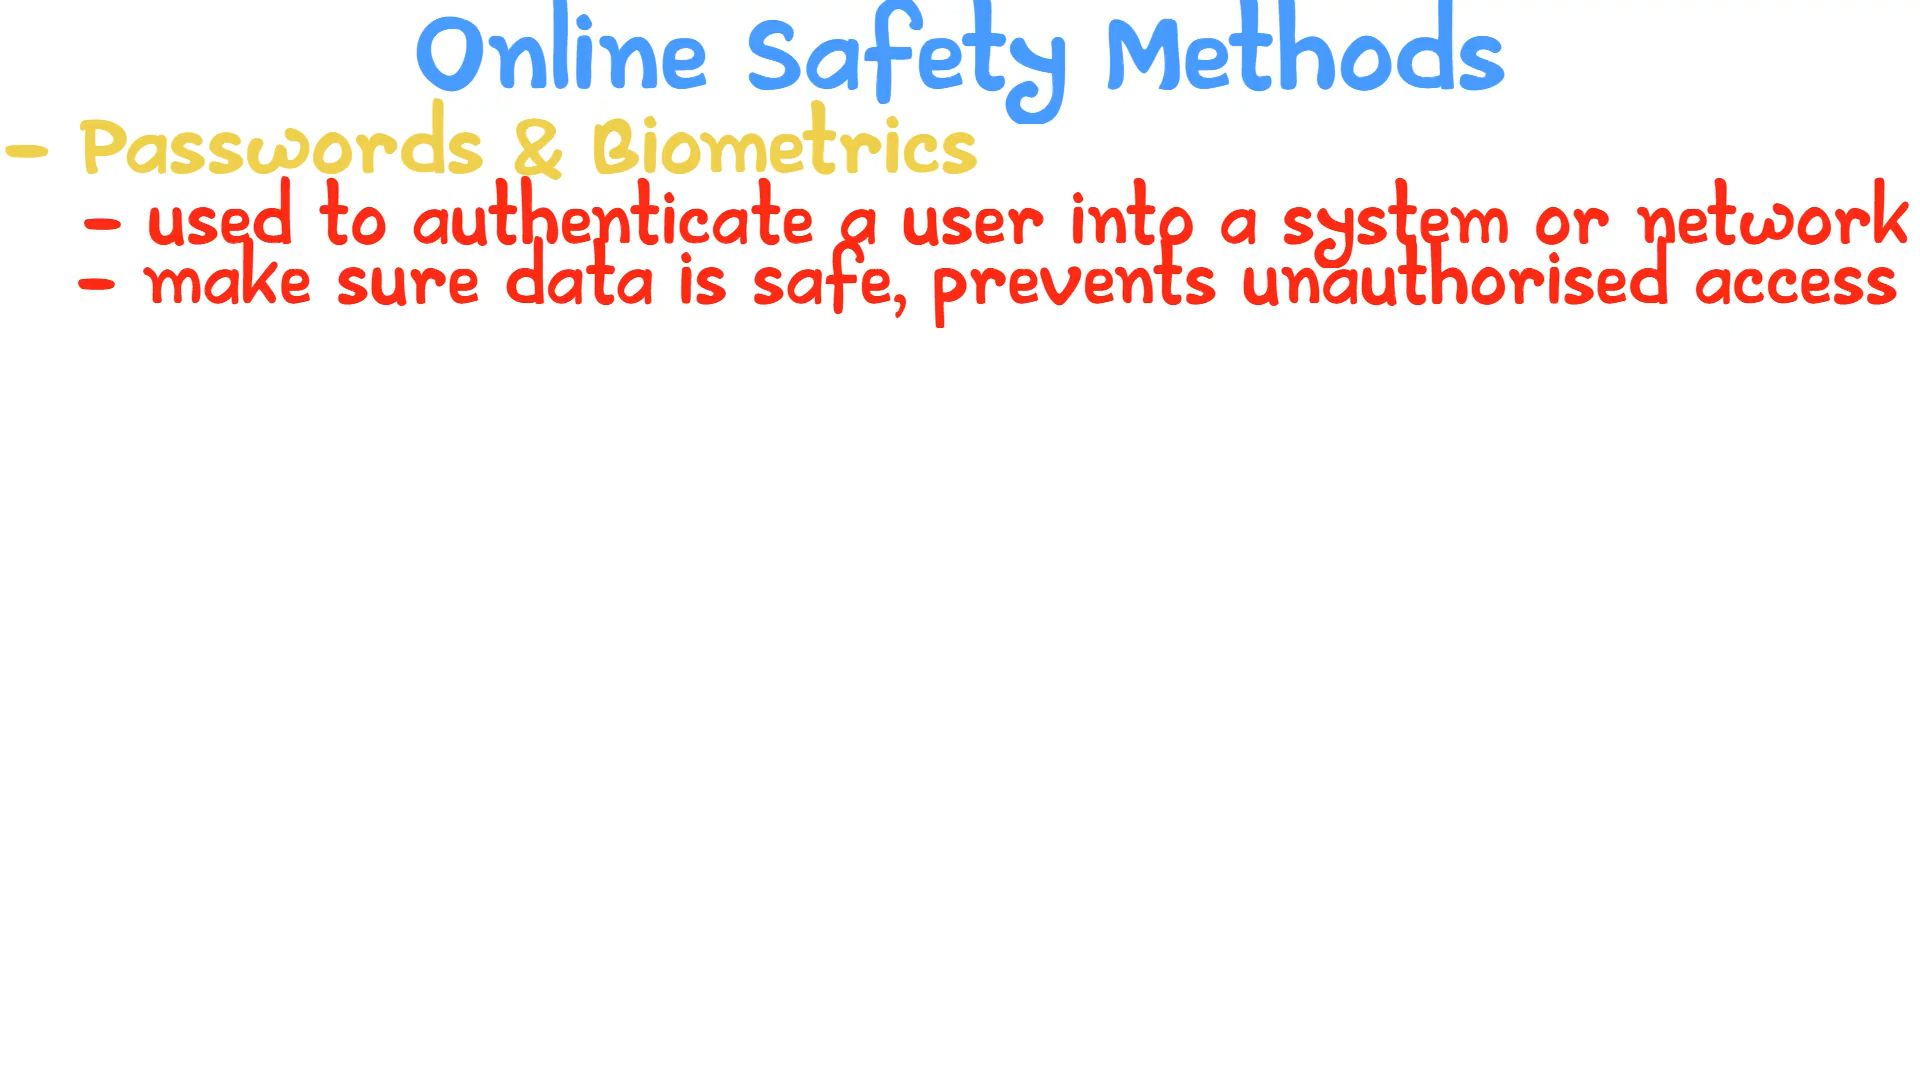 Online Safety Methods
- Passwords & Biometrics
- used to authenticate a user into a system or network
- make sure data is safe, prevents unauthorised access